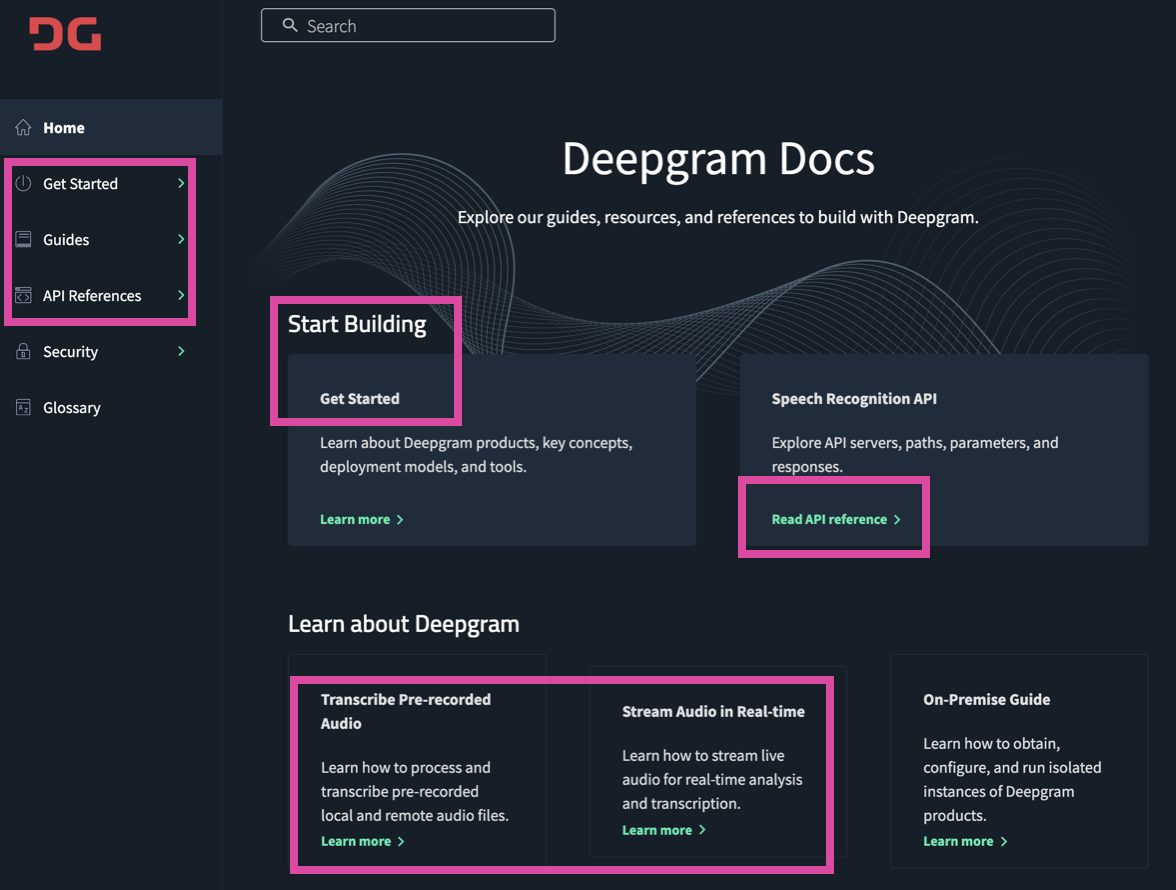 DG
Search
Home
Get Started
Guides
API References
Security
Glossary
Deepgram Docs
Explore our guides, resources, and references to build with Deepgram.
Start Building
Get Started
Learn about Deepgram products, key concepts,
deployment models, and tools.
Learn more
Speech Recognition API
Explore API servers, paths, parameters, and
responses.
Read API reference
Learn about Deepgram
Transcribe Pre-recorded
Audio
Learn how to process and
transcribe pre-recorded
local and remote audio files.
Learn more
Stream Audio in Real-time
Learn how to stream live
audio for real-time analysis
and transcription.
Learn more
On-Premise Guide
Learn how to obtain,
configure, and run isolated
instances of Deepgram
products.
Learn more